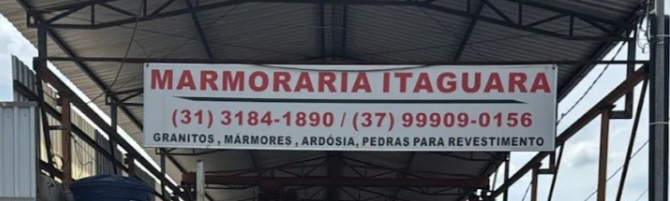 MARMORARIA ITAGUARA
(31) 3184-1890 / (37) 99909-0156
GRANITOS , MÁRMORES , ARDÓSIA, PEDRAS PARA REVESTIMENTO